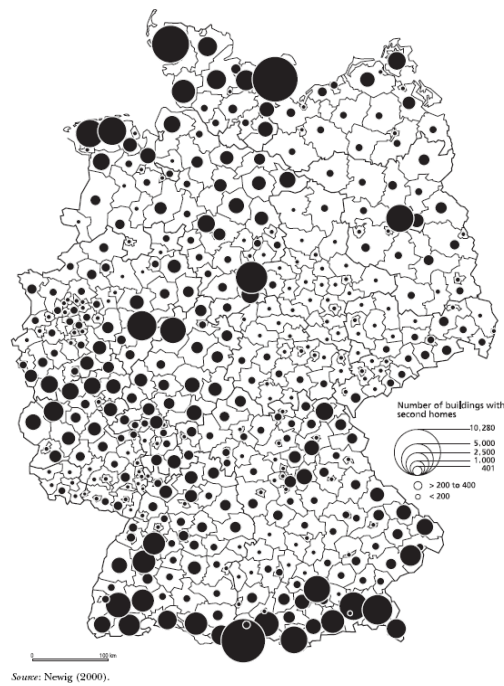 Number of buildings with
second homes
10.280
5.000
2.500
1.000
401
> 200 to 400
< 200
0 100 km
Source: Newig (2000).